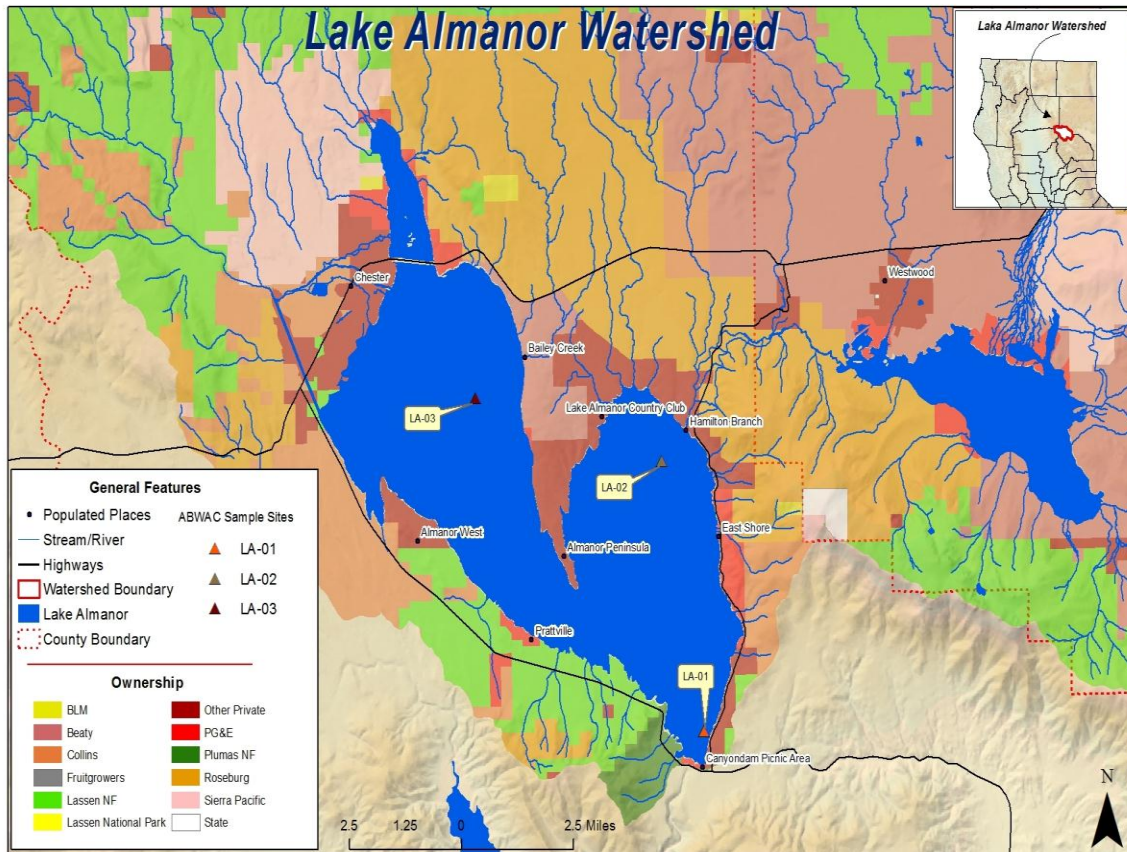 Lake Almanor Watershed
Laka Almanor Watershed
Chester
Westwood
Bailey Creek
LA-03
Lake Almanor Country Club
Hamilton Branch
LA-02
East Shore
Almanor West
Almanor Peninsula
Prattville
LA-01
Canyondam Picnic Area
General Features
Populated Places
Stream/River
Highways
Watershed Boundary
Lake Almanor
County Boundary
ABWAC Sample Sites
LA-01
LA-02
LA-03
Ownership
BLM
Beaty
Collins
Fruitgrowers
Lassen NF
Lassen National Park
Other Private
PG&E
Plumas NF
Roseburg
Sierra Pacific
State
2.5 1.25 0 2.5 Miles
N